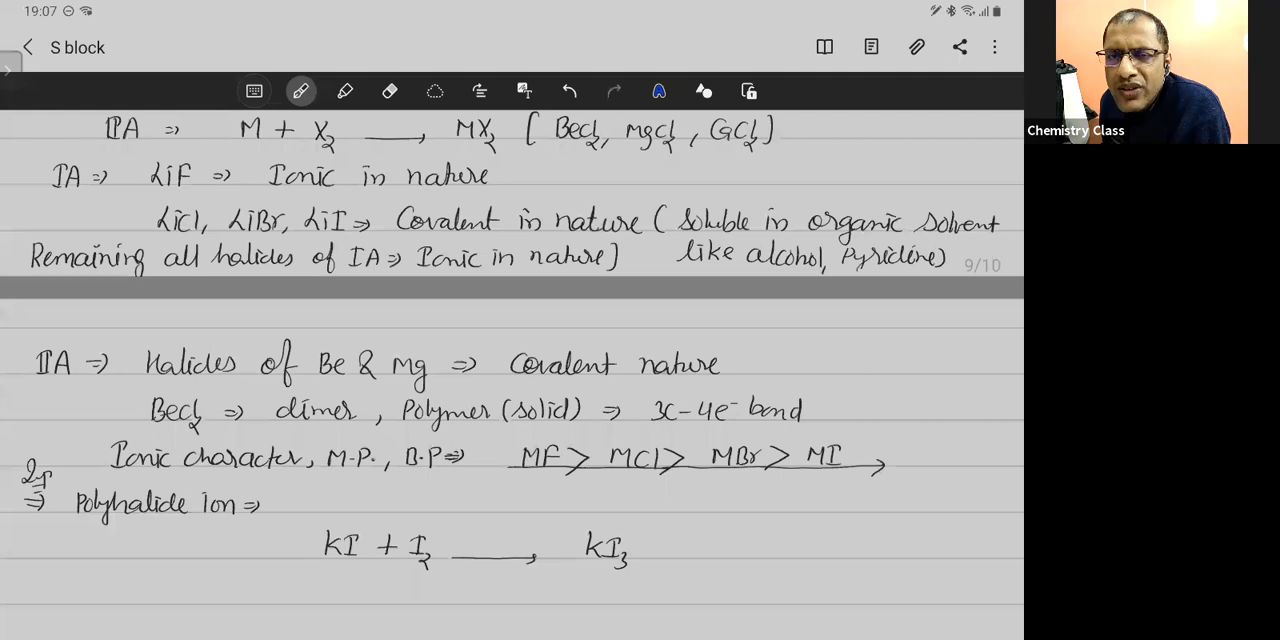 19:07
S block
IIA ⇒ M + X₂ ⟶ MX₂ [ BeCl₂, MgCl₂, CaCl₂]
IA ⇒ LiF ⇒ Ionic in nature
LiCl, LiBr, LiI ⇒ Covalent in nature ( Soluble in organic solvent
Remaining all halides of IA ⇒ Ionic in nature] like alcohol, Pyridine)
9/10
IIA ⇒ Halides of Be & Mg ⇒ Covalent nature
BeCl₂ ⇒ dimer, Polymer (solid) ⇒ 3C-4e⁻ bond
Ionic character, M.P., B.P ⇒ MF > MCl > MBr > MI
⇒ Polyhalide ion ⇒
KI + I₂ ⟶ KI₃
Chemistry Class